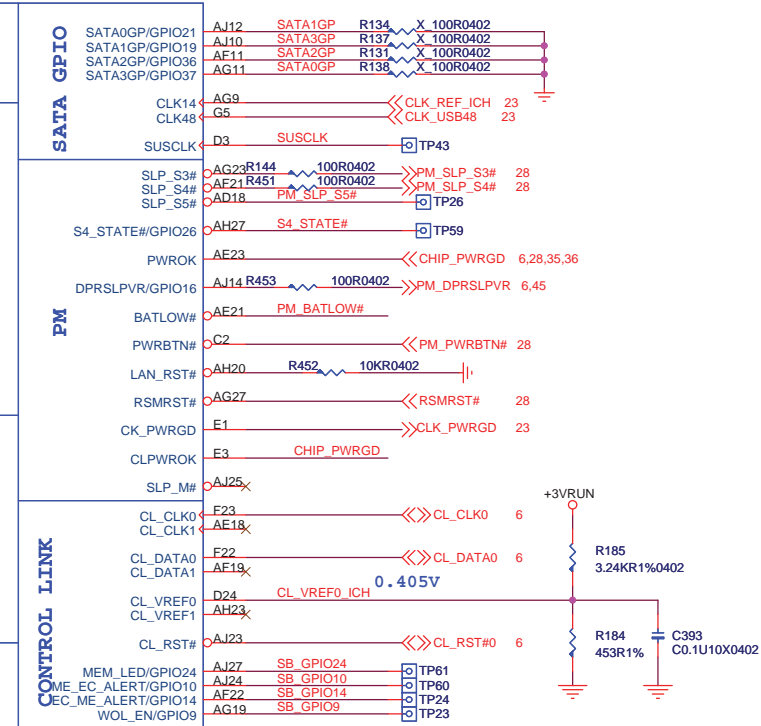 SATA GPIO
SATA0GP/GPIO21 AJ12 SATA1GP R134 X_100R0402
SATA1GP/GPIO19 AJ10 SATA3GP R137 X_100R0402
SATA2GP/GPIO36 AF11 SATA2GP R131 X_100R0402
SATA3GP/GPIO37 AG11 SATA0GP R138 X_100R0402
CLK14 AG9 CLK_REF_ICH 23
CLK48 G5 CLK_USB48 23
SUSCLK D3 SUSCLK TP43
PM
SLP_S3# AG23 R144 100R0402 PM_SLP_S3# 28
SLP_S4# AF21 R451 100R0402 PM_SLP_S4# 28
SLP_S5# AD18 PM_SLP_S5# TP26
S4_STATE#/GPIO26 AH27 S4_STATE# TP59
PWROK AE23 CHIP_PWRGD 6,28,35,36
DPRSLPVR/GPIO16 AJ14 R453 100R0402 PM_DPRSLPVR 6,45
BATLOW# AE21 PM_BATLOW#
PWRBTN# C2 PM_PWRBTN# 28
LAN_RST# AH20 R452 10KR0402
RSMRST# AG27 RSMRST# 28
CK_PWRGD E1 CLK_PWRGD 23
CLPWROK E3 CHIP_PWRGD
SLP_M# AJ25
CONTROL LINK
+3VRUN
CL_CLK0 F23 CL_CLK0 6
CL_CLK1 AE18
R185
3.24KR1%0402
CL_DATA0 F22 CL_DATA0 6
CL_DATA1 AF19
0.405V
CL_VREF0 D24 CL_VREF0_ICH
CL_VREF1 AH23
CL_RST# AJ23 CL_RST#0 6
R184
453R1%
C393
C0.1U10X0402
MEM_LED/GPIO24 AJ27 SB_GPIO24 TP61
ME_EC_ALERT/GPIO10 AJ24 SB_GPIO10 TP60
EC_ME_ALERT/GPIO14 AF22 SB_GPIO14 TP24
WOL_EN/GPIO9 AG19 SB_GPIO9 TP23